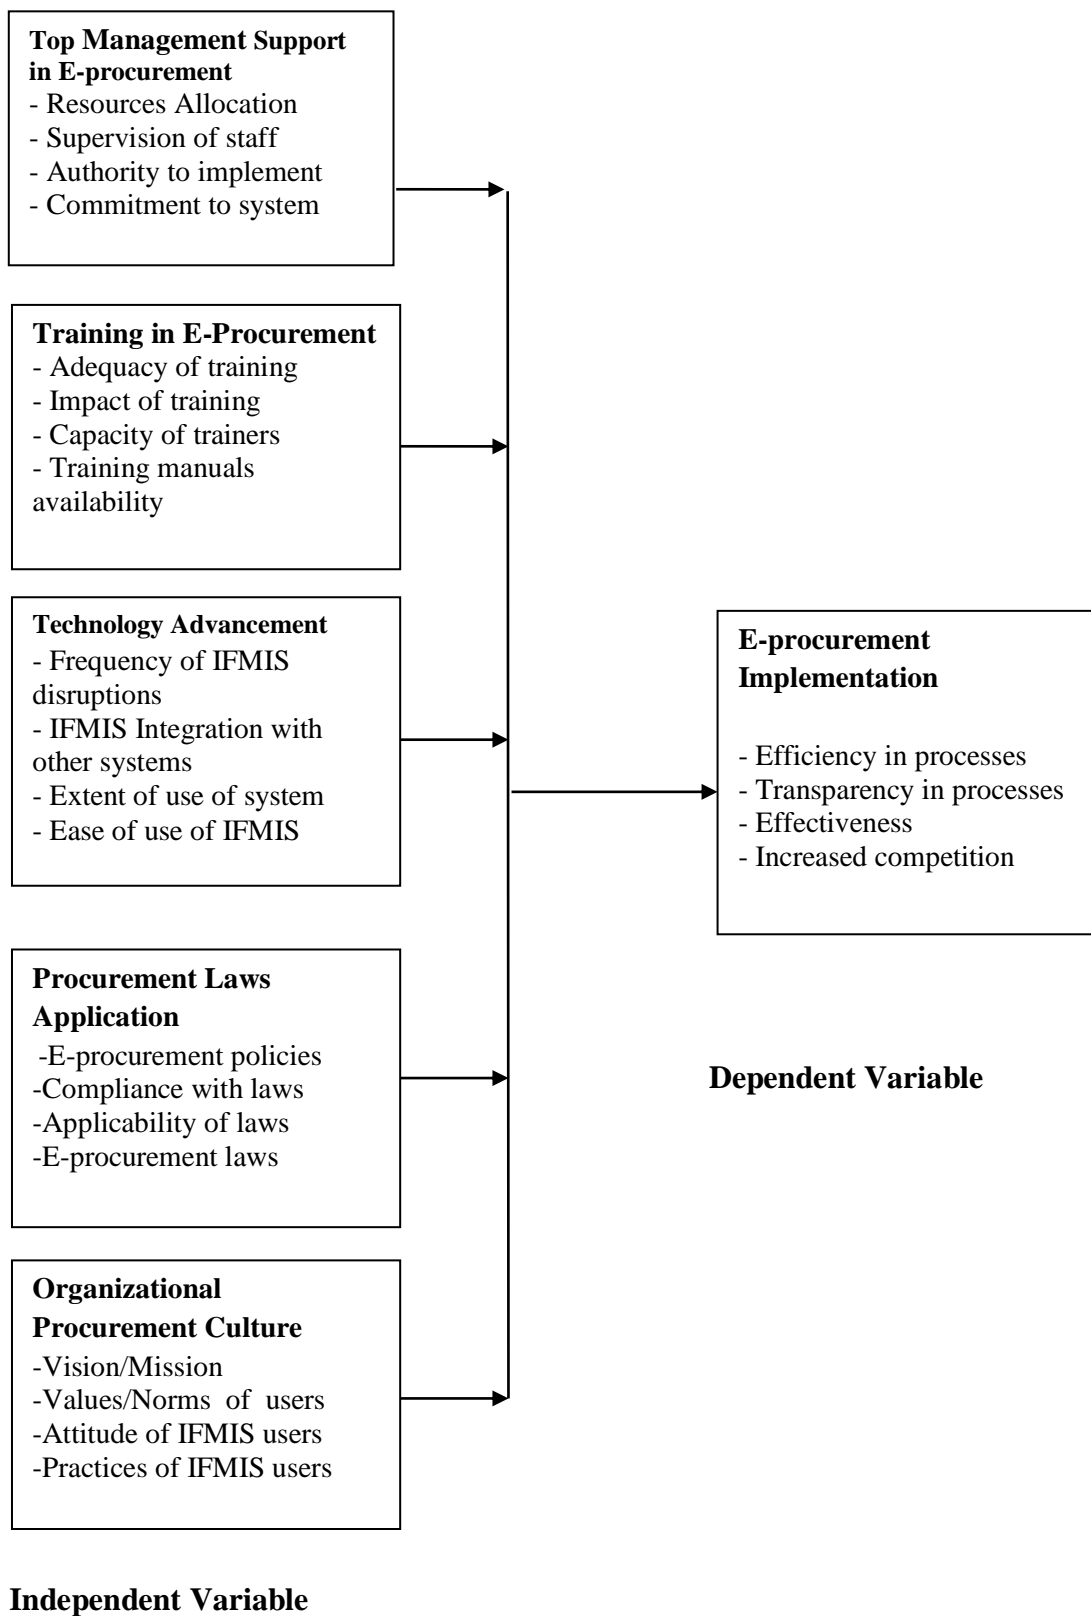 Top Management Support
in E-procurement
- Resources Allocation
- Supervision of staff
- Authority to implement
- Commitment to system
Training in E-Procurement
- Adequacy of training
- Impact of training
- Capacity of trainers
- Training manuals
availability
Technology Advancement
- Frequency of IFMIS
disruptions
- IFMIS Integration with
other systems
- Extent of use of system
- Ease of use of IFMIS
Procurement Laws
Application
-E-procurement policies
-Compliance with laws
-Applicability of laws
-E-procurement laws
Organizational
Procurement Culture
-Vision/Mission
-Values/Norms of users
-Attitude of IFMIS users
-Practices of IFMIS users
Independent Variable
E-procurement
Implementation
- Efficiency in processes
- Transparency in processes
- Effectiveness
- Increased competition
Dependent Variable